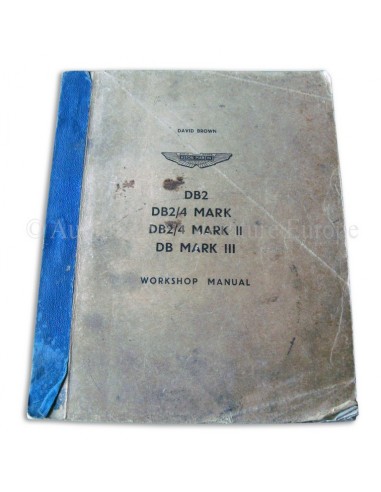 DAVID BROWN
ASTON MARTIN
DB2
DB2/4 MARK
DB2/4 MARK II
DB MARK III
WORKSHOP MANUAL